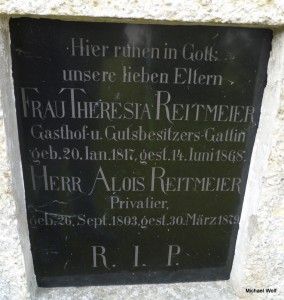 Hier ruhen in Gott
unsere lieben Eltern
FRAU THERESIA REITMEIER
Gasthof-u. Gutsbesitzers-Gattin
geb. 20. Jan. 1817, gest. 14. Juni 1868.
HERR ALOIS REITMEIER
Privatier,
geb. 26. Sept. 1803, gest. 30. März 1879
R. I. P.
Michael Wolf